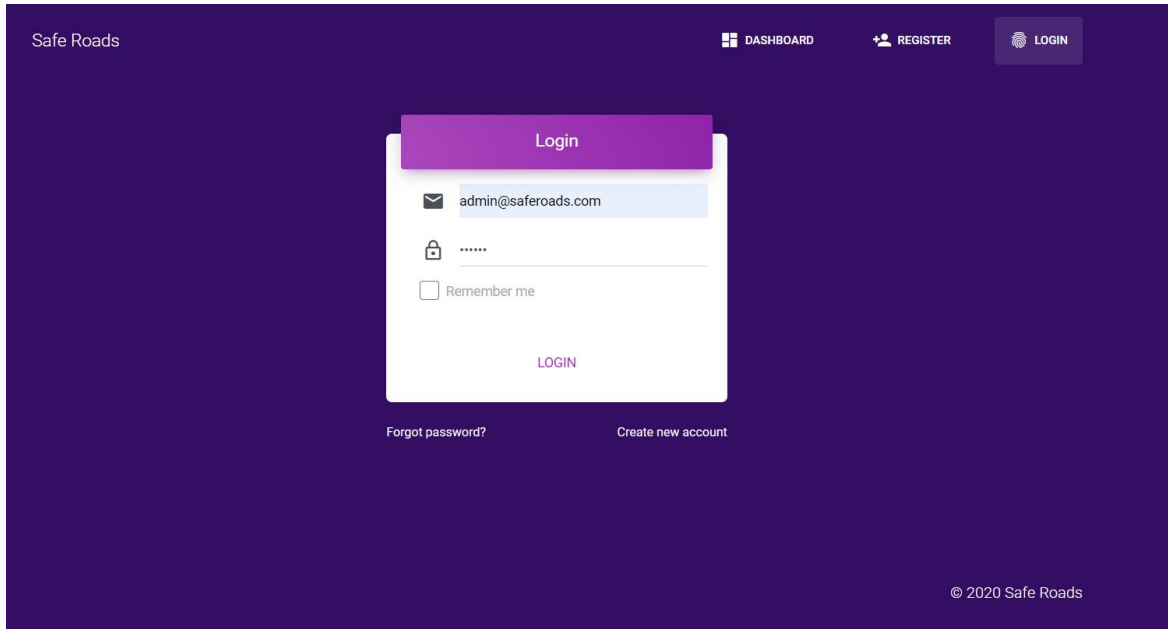 Safe Roads
DASHBOARD
REGISTER
LOGIN
Login
admin@saferoads.com
••••••
Remember me
LOGIN
Forgot password?
Create new account
© 2020 Safe Roads